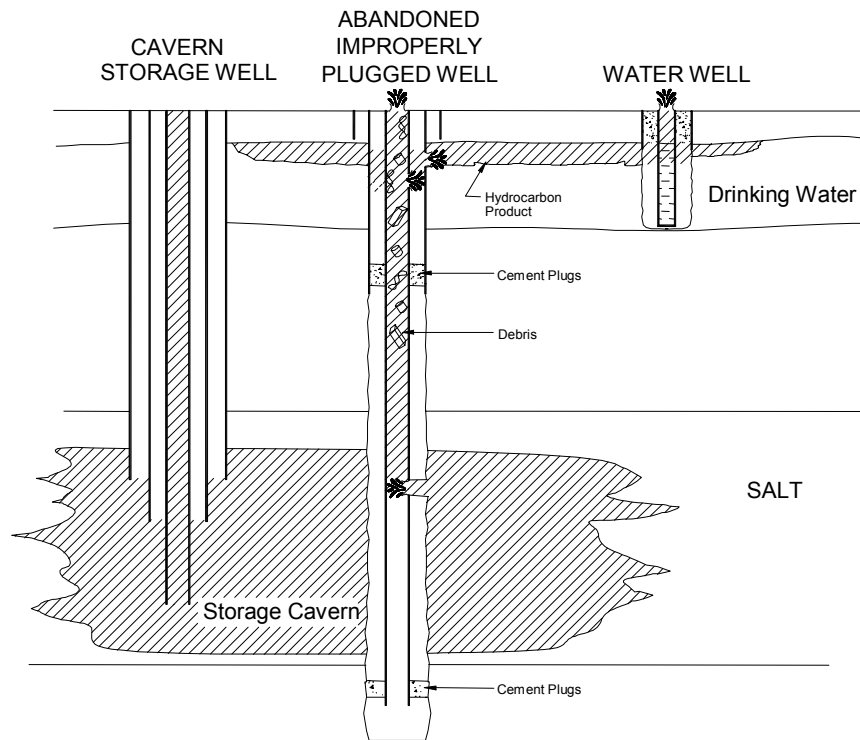 CAVERN
STORAGE WELL
ABANDONED
IMPROPERLY
PLUGGED WELL
WATER WELL
Hydrocarbon
Product
Drinking Water
Cement Plugs
Debris
SALT
Storage Cavern
Cement Plugs